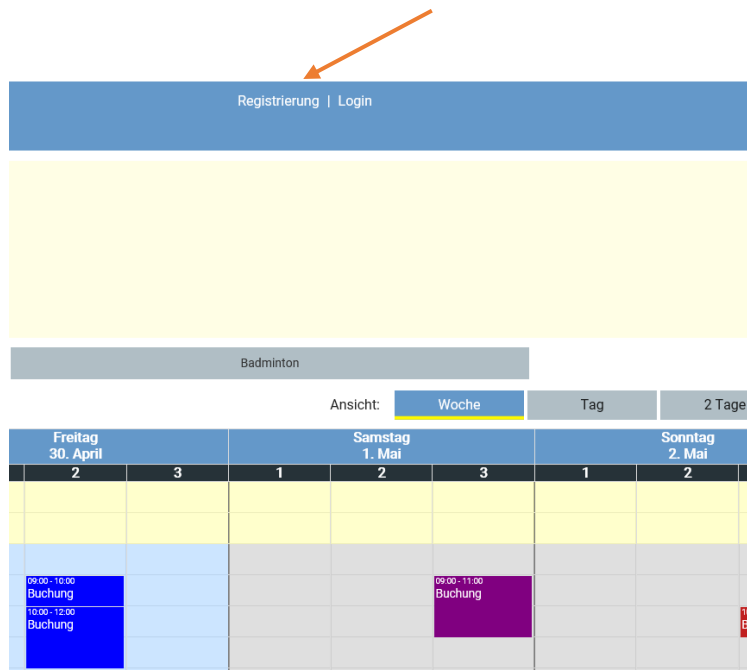 Registrierung | Login
Badminton
Ansicht: Woche Tag 2 Tage
Freitag Samstag Sonntag
30. April 1. Mai 2. Mai
2 3 1 2 3 1 2
09:00 - 10:00 09:00 - 11:00
Buchung Buchung
10:00 - 12:00
Buchung